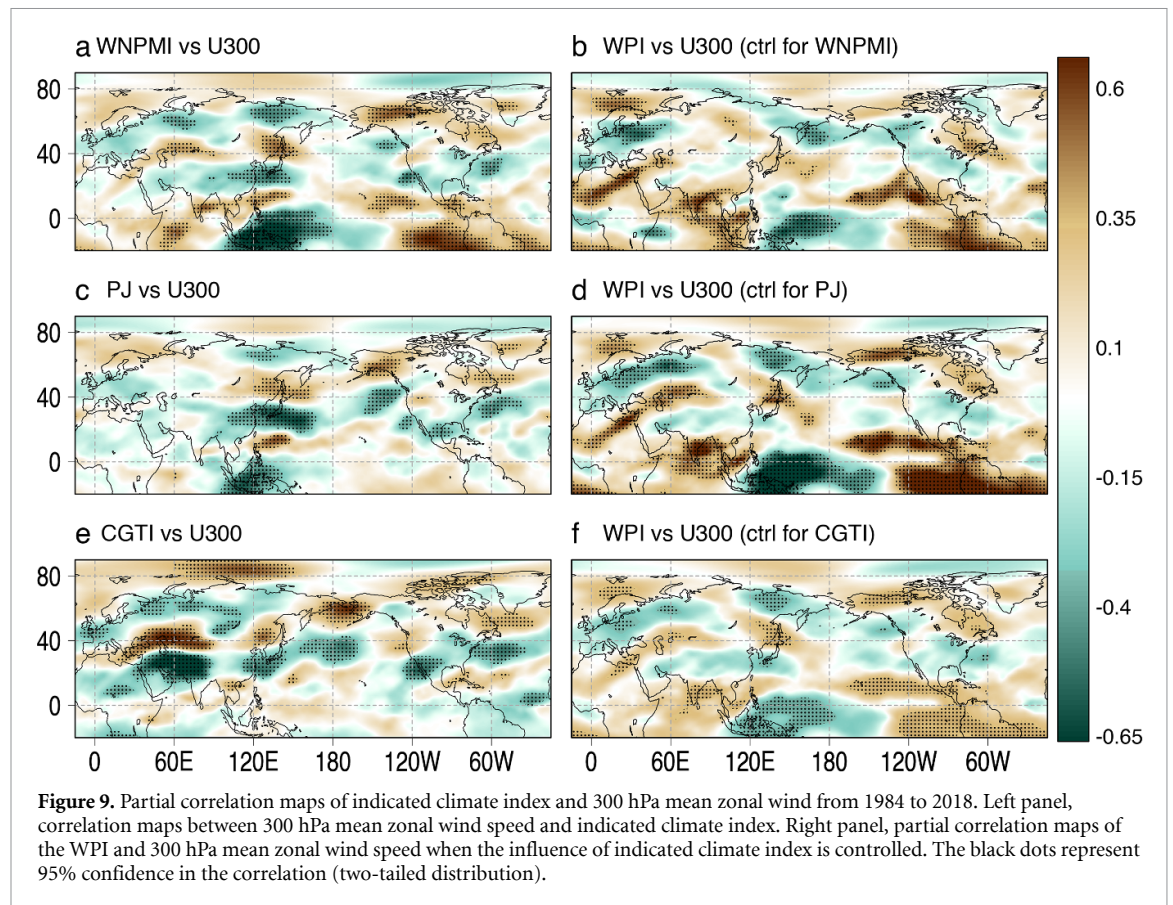 a WNPMI vs U300
b WPI vs U300 (ctrl for WNPMI)
80
40
0
0.6
0.35
c PJ vs U300
d WPI vs U300 (ctrl for PJ)
80
40
0
0.1
-0.15
e CGTI vs U300
f WPI vs U300 (ctrl for CGTI)
80
40
0
-0.4
-0.65
0 60E 120E 180 120W 60W
0 60E 120E 180 120W 60W
Figure 9. Partial correlation maps of indicated climate index and 300 hPa mean zonal wind from 1984 to 2018. Left panel,
correlation maps between 300 hPa mean zonal wind speed and indicated climate index. Right panel, partial correlation maps of
the WPI and 300 hPa mean zonal wind speed when the influence of indicated climate index is controlled. The black dots represent
95% confidence in the correlation (two-tailed distribution).